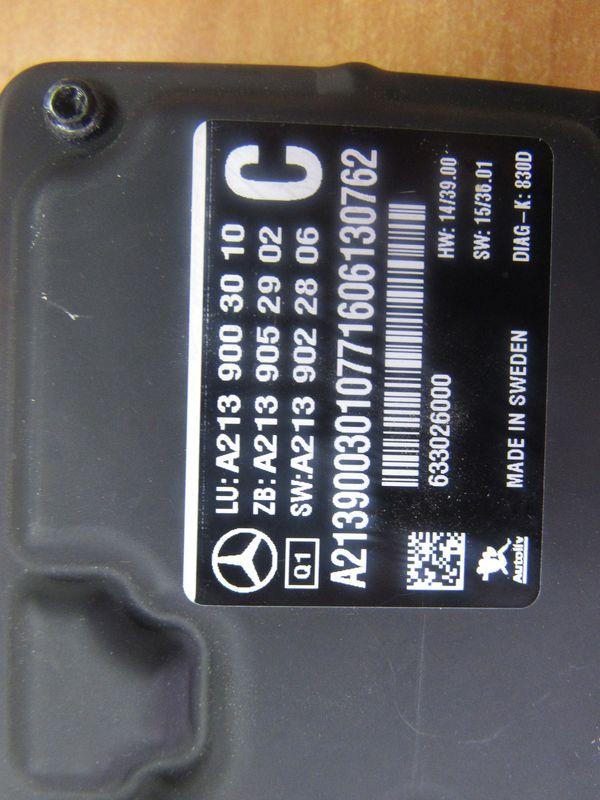 LU: A213 900 30 10
ZB: A213 905 29 02
SW: A213 902 28 06
C
Q1
A2139003010771606130762
633026000
HW: 14/39.00
SW: 15/36.01
MADE IN SWEDEN
DIAG-K: 830D
Autoliv